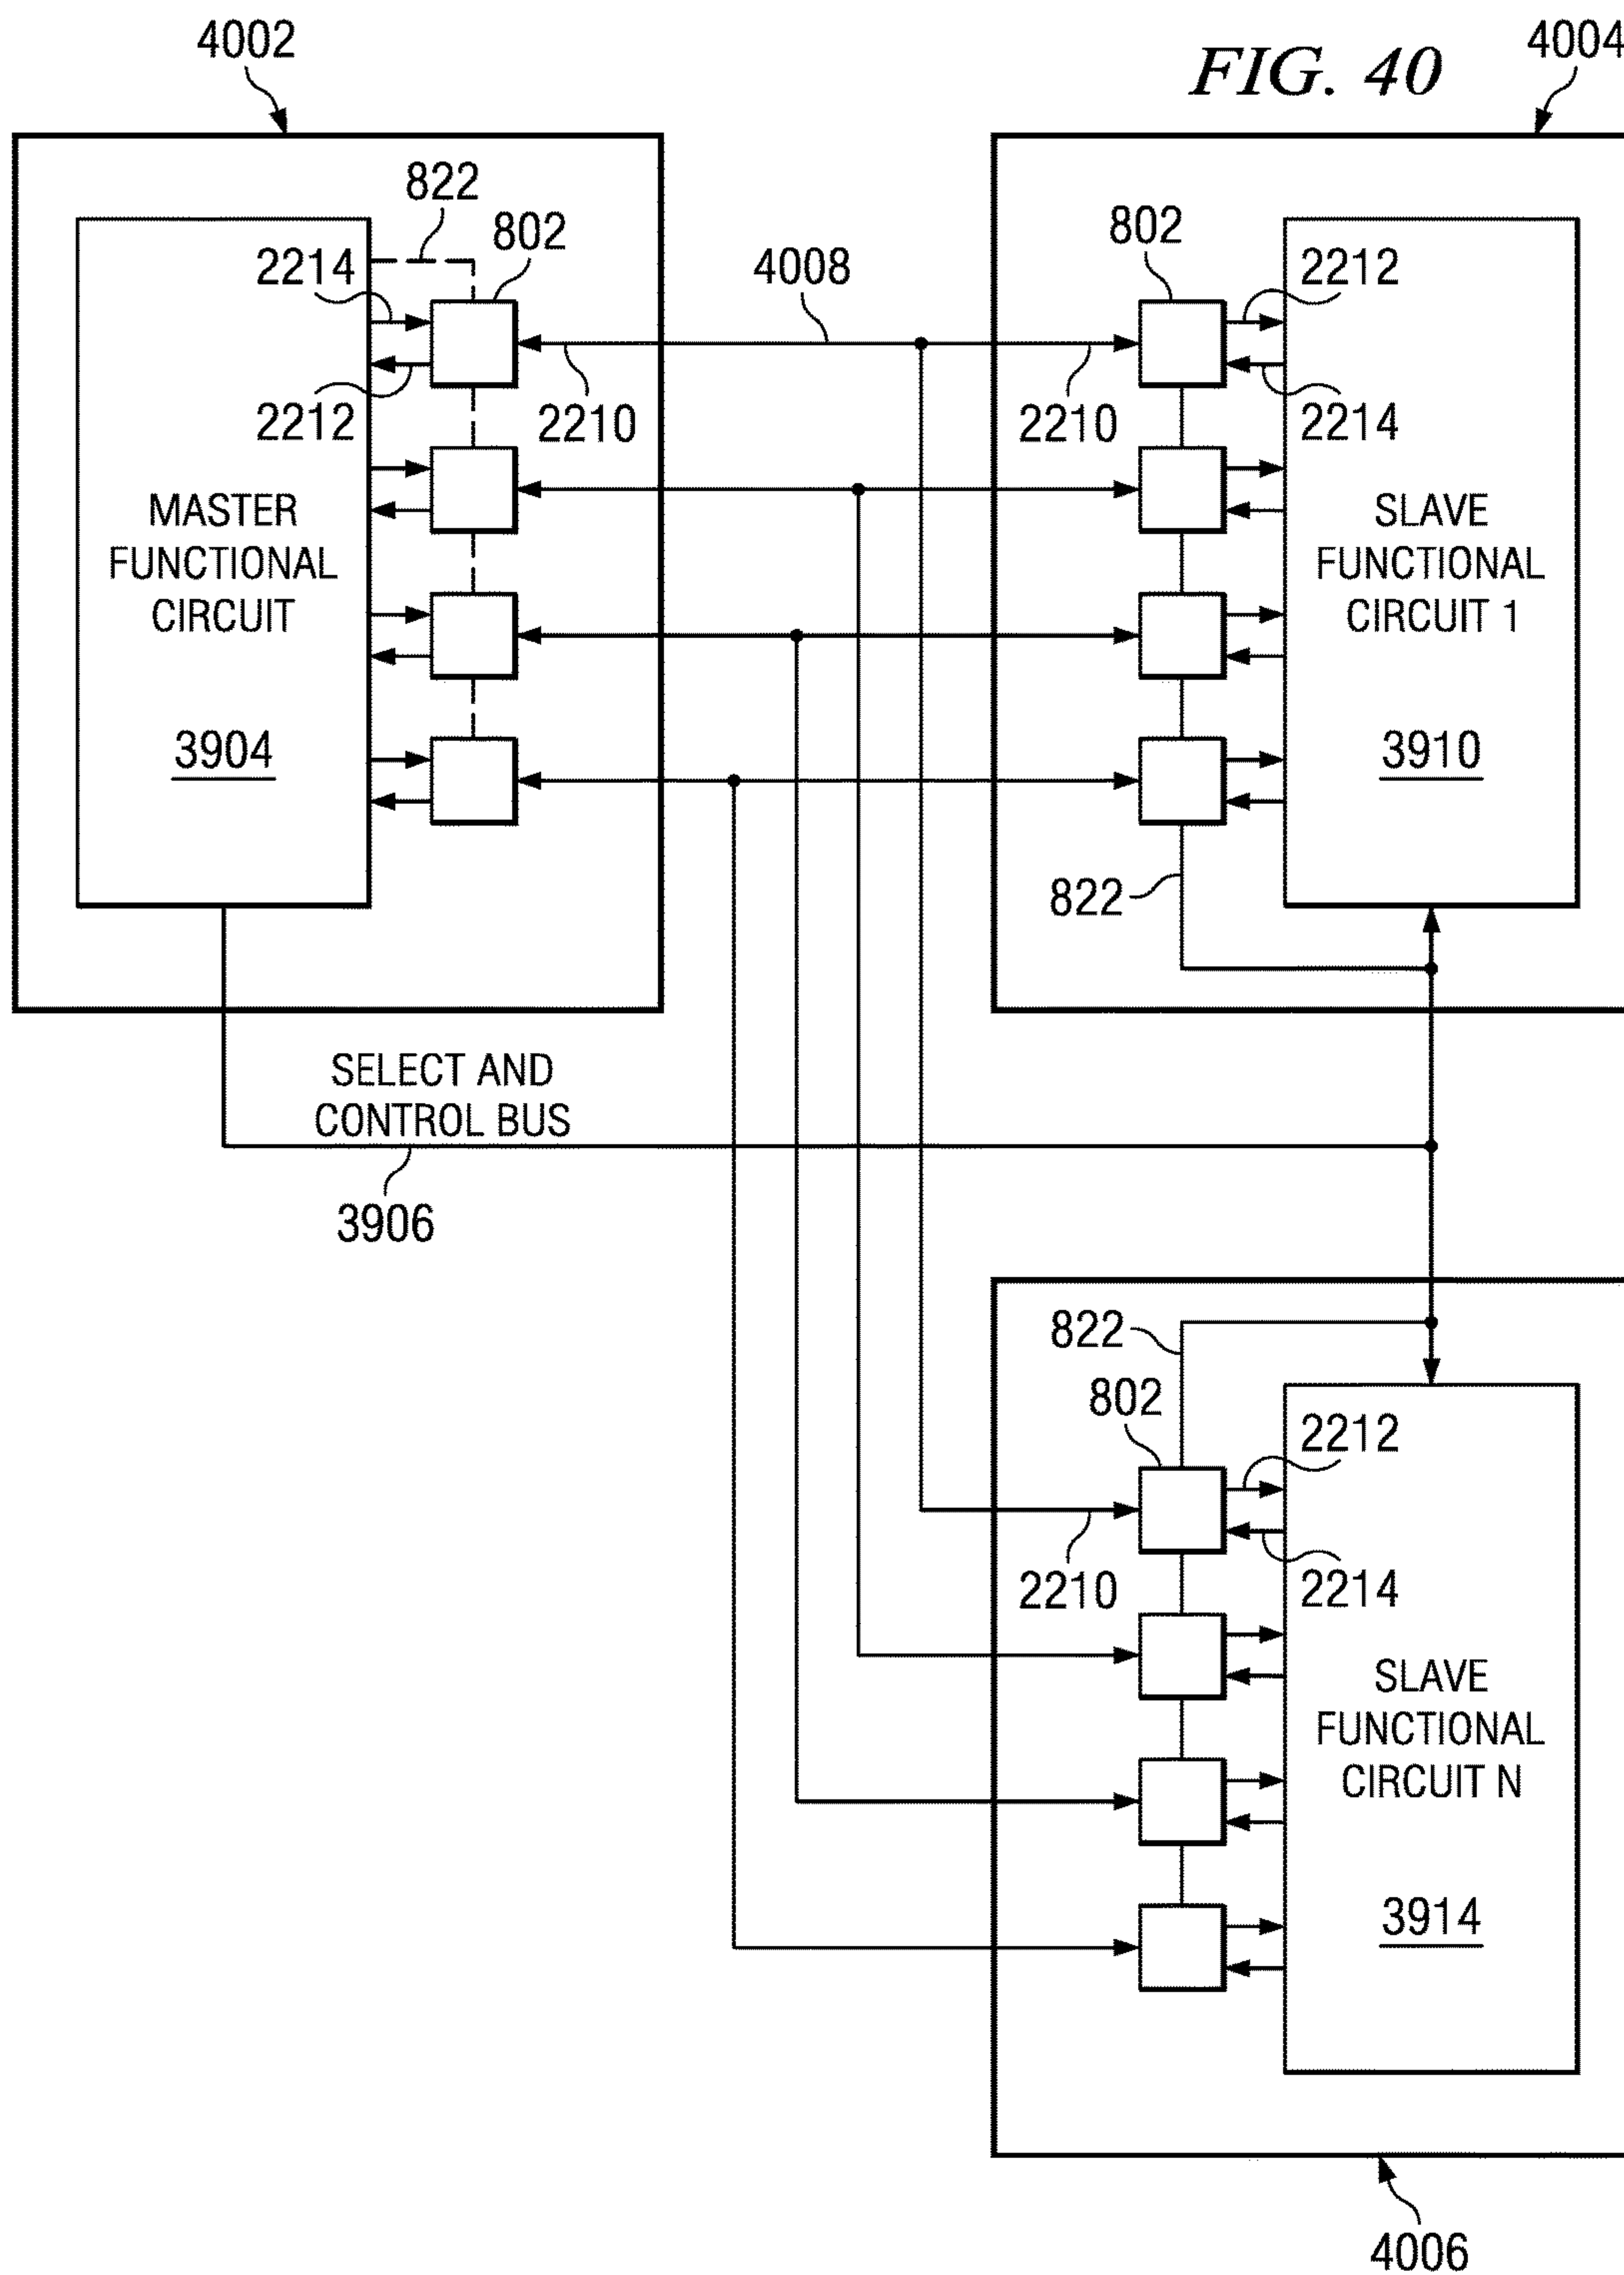 4002
FIG. 40
4004
822
802
2214
4008
802
2212
2212
2210
2210
2214
MASTER
FUNCTIONAL
CIRCUIT
SLAVE
FUNCTIONAL
CIRCUIT 1
3904
3910
822
SELECT AND
CONTROL BUS
3906
822
802
2212
2210
2214
SLAVE
FUNCTIONAL
CIRCUIT N
3914
4006